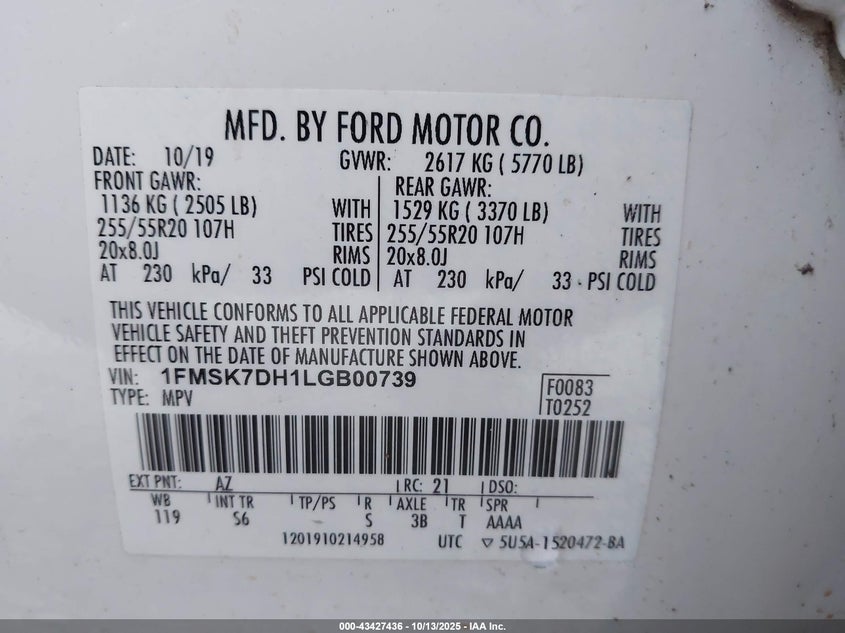 MFD. BY FORD MOTOR CO.
DATE: 10/19 GVWR: 2617 KG ( 5770 LB)
FRONT GAWR: REAR GAWR:
1136 KG ( 2505 LB) WITH 1529 KG ( 3370 LB) WITH
255/55R20 107H TIRES 255/55R20 107H TIRES
20x8.0J RIMS 20x8.0J RIMS
AT 230 kPa/ 33 PSI COLD AT 230 kPa/ 33 PSI COLD
THIS VEHICLE CONFORMS TO ALL APPLICABLE FEDERAL MOTOR
VEHICLE SAFETY AND THEFT PREVENTION STANDARDS IN
EFFECT ON THE DATE OF MANUFACTURE SHOWN ABOVE.
VIN: 1FMSK7DH1LGB00739 F0083
TYPE: MPV T0252
EXT PNT: AZ RC: 21 DSO:
WB INT TR TP/PS R AXLE TR SPR
119 S6 S 3B T AAAA
1201910214958 UTC ▽ 5U5A-1520472-BA
000-43427436 | 10/13/2025 | IAA Inc.